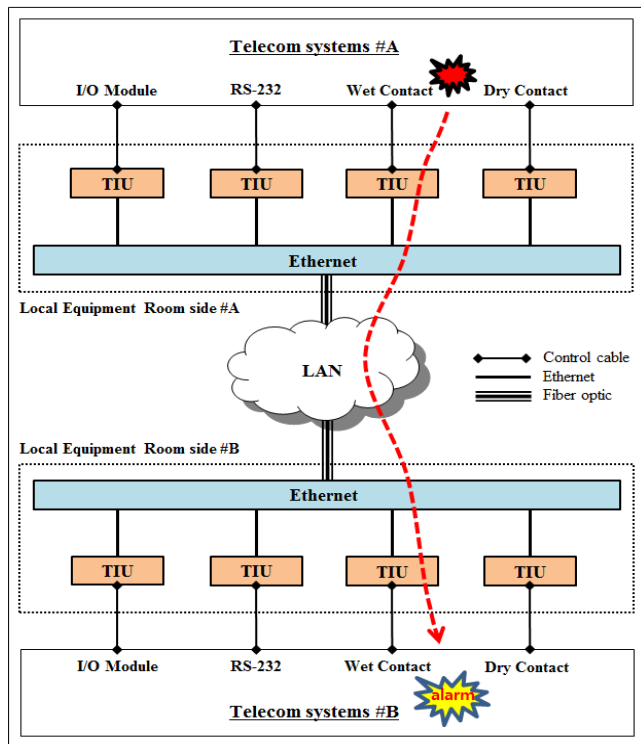 Telecom systems #A
I/O Module RS-232 Wet Contact Dry Contact
TIU TIU TIU TIU
Ethernet
Local Equipment Room side #A
LAN
Control cable
Ethernet
Fiber optic
Local Equipment Room side #B
Ethernet
TIU TIU TIU TIU
I/O Module RS-232 Wet Contact Dry Contact
alarm
Telecom systems #B